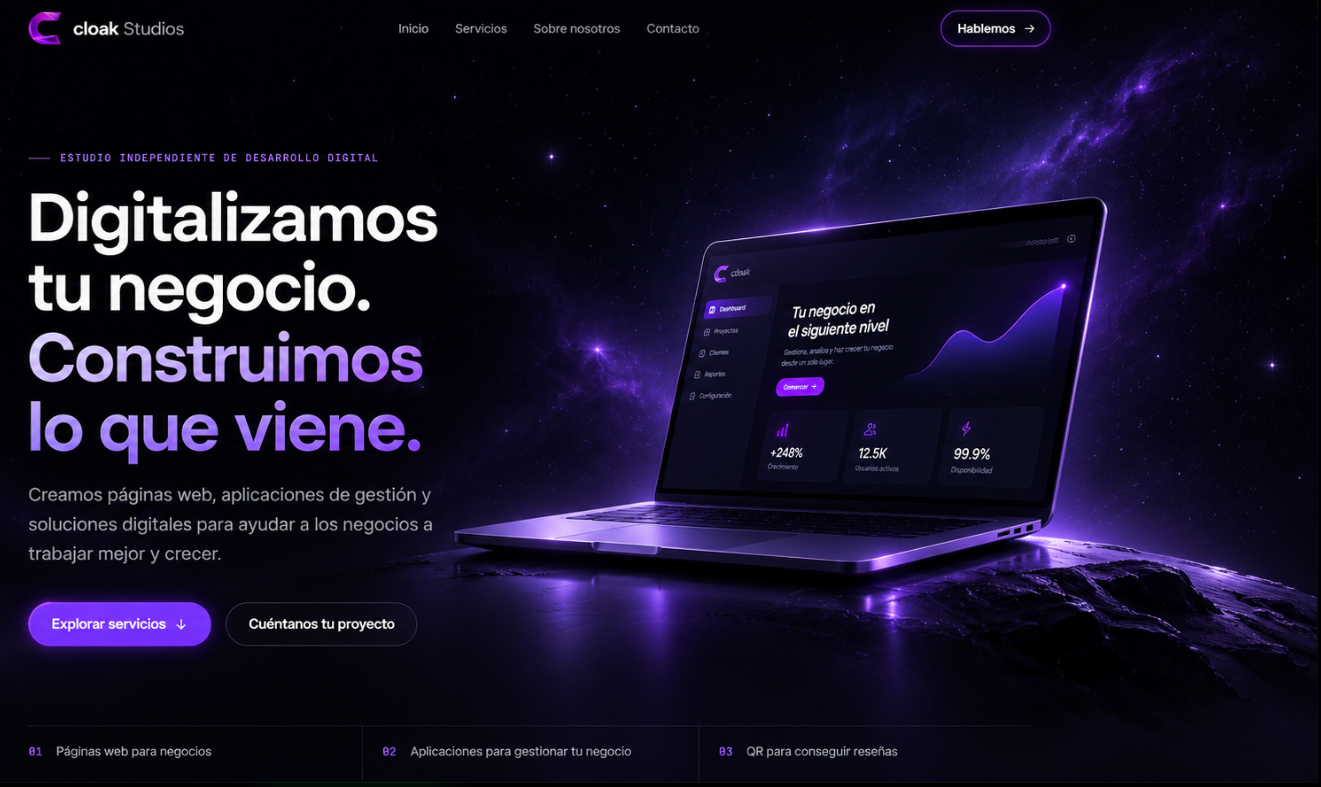 cloak Studios
Inicio
Servicios
Sobre nosotros
Contacto
Hablemos →
ESTUDIO INDEPENDIENTE DE DESARROLLO DIGITAL
Digitalizamos
tu negocio.
Construimos
lo que viene.
Creamos páginas web, aplicaciones de gestión y
soluciones digitales para ayudar a los negocios a
trabajar mejor y crecer.
Explorar servicios ↓
Cuéntanos tu proyecto
cloak
Dashboard
Proyectos
Clientes
Reportes
Configuración
Tu negocio en
el siguiente nivel
Gestiona, analiza y haz crecer tu negocio
desde un solo lugar.
Comenzar →
+248%
Crecimiento
12.5K
Usuarios activos
99.9%
Disponibilidad
01 Páginas web para negocios
02 Aplicaciones para gestionar tu negocio
03 QR para conseguir reseñas